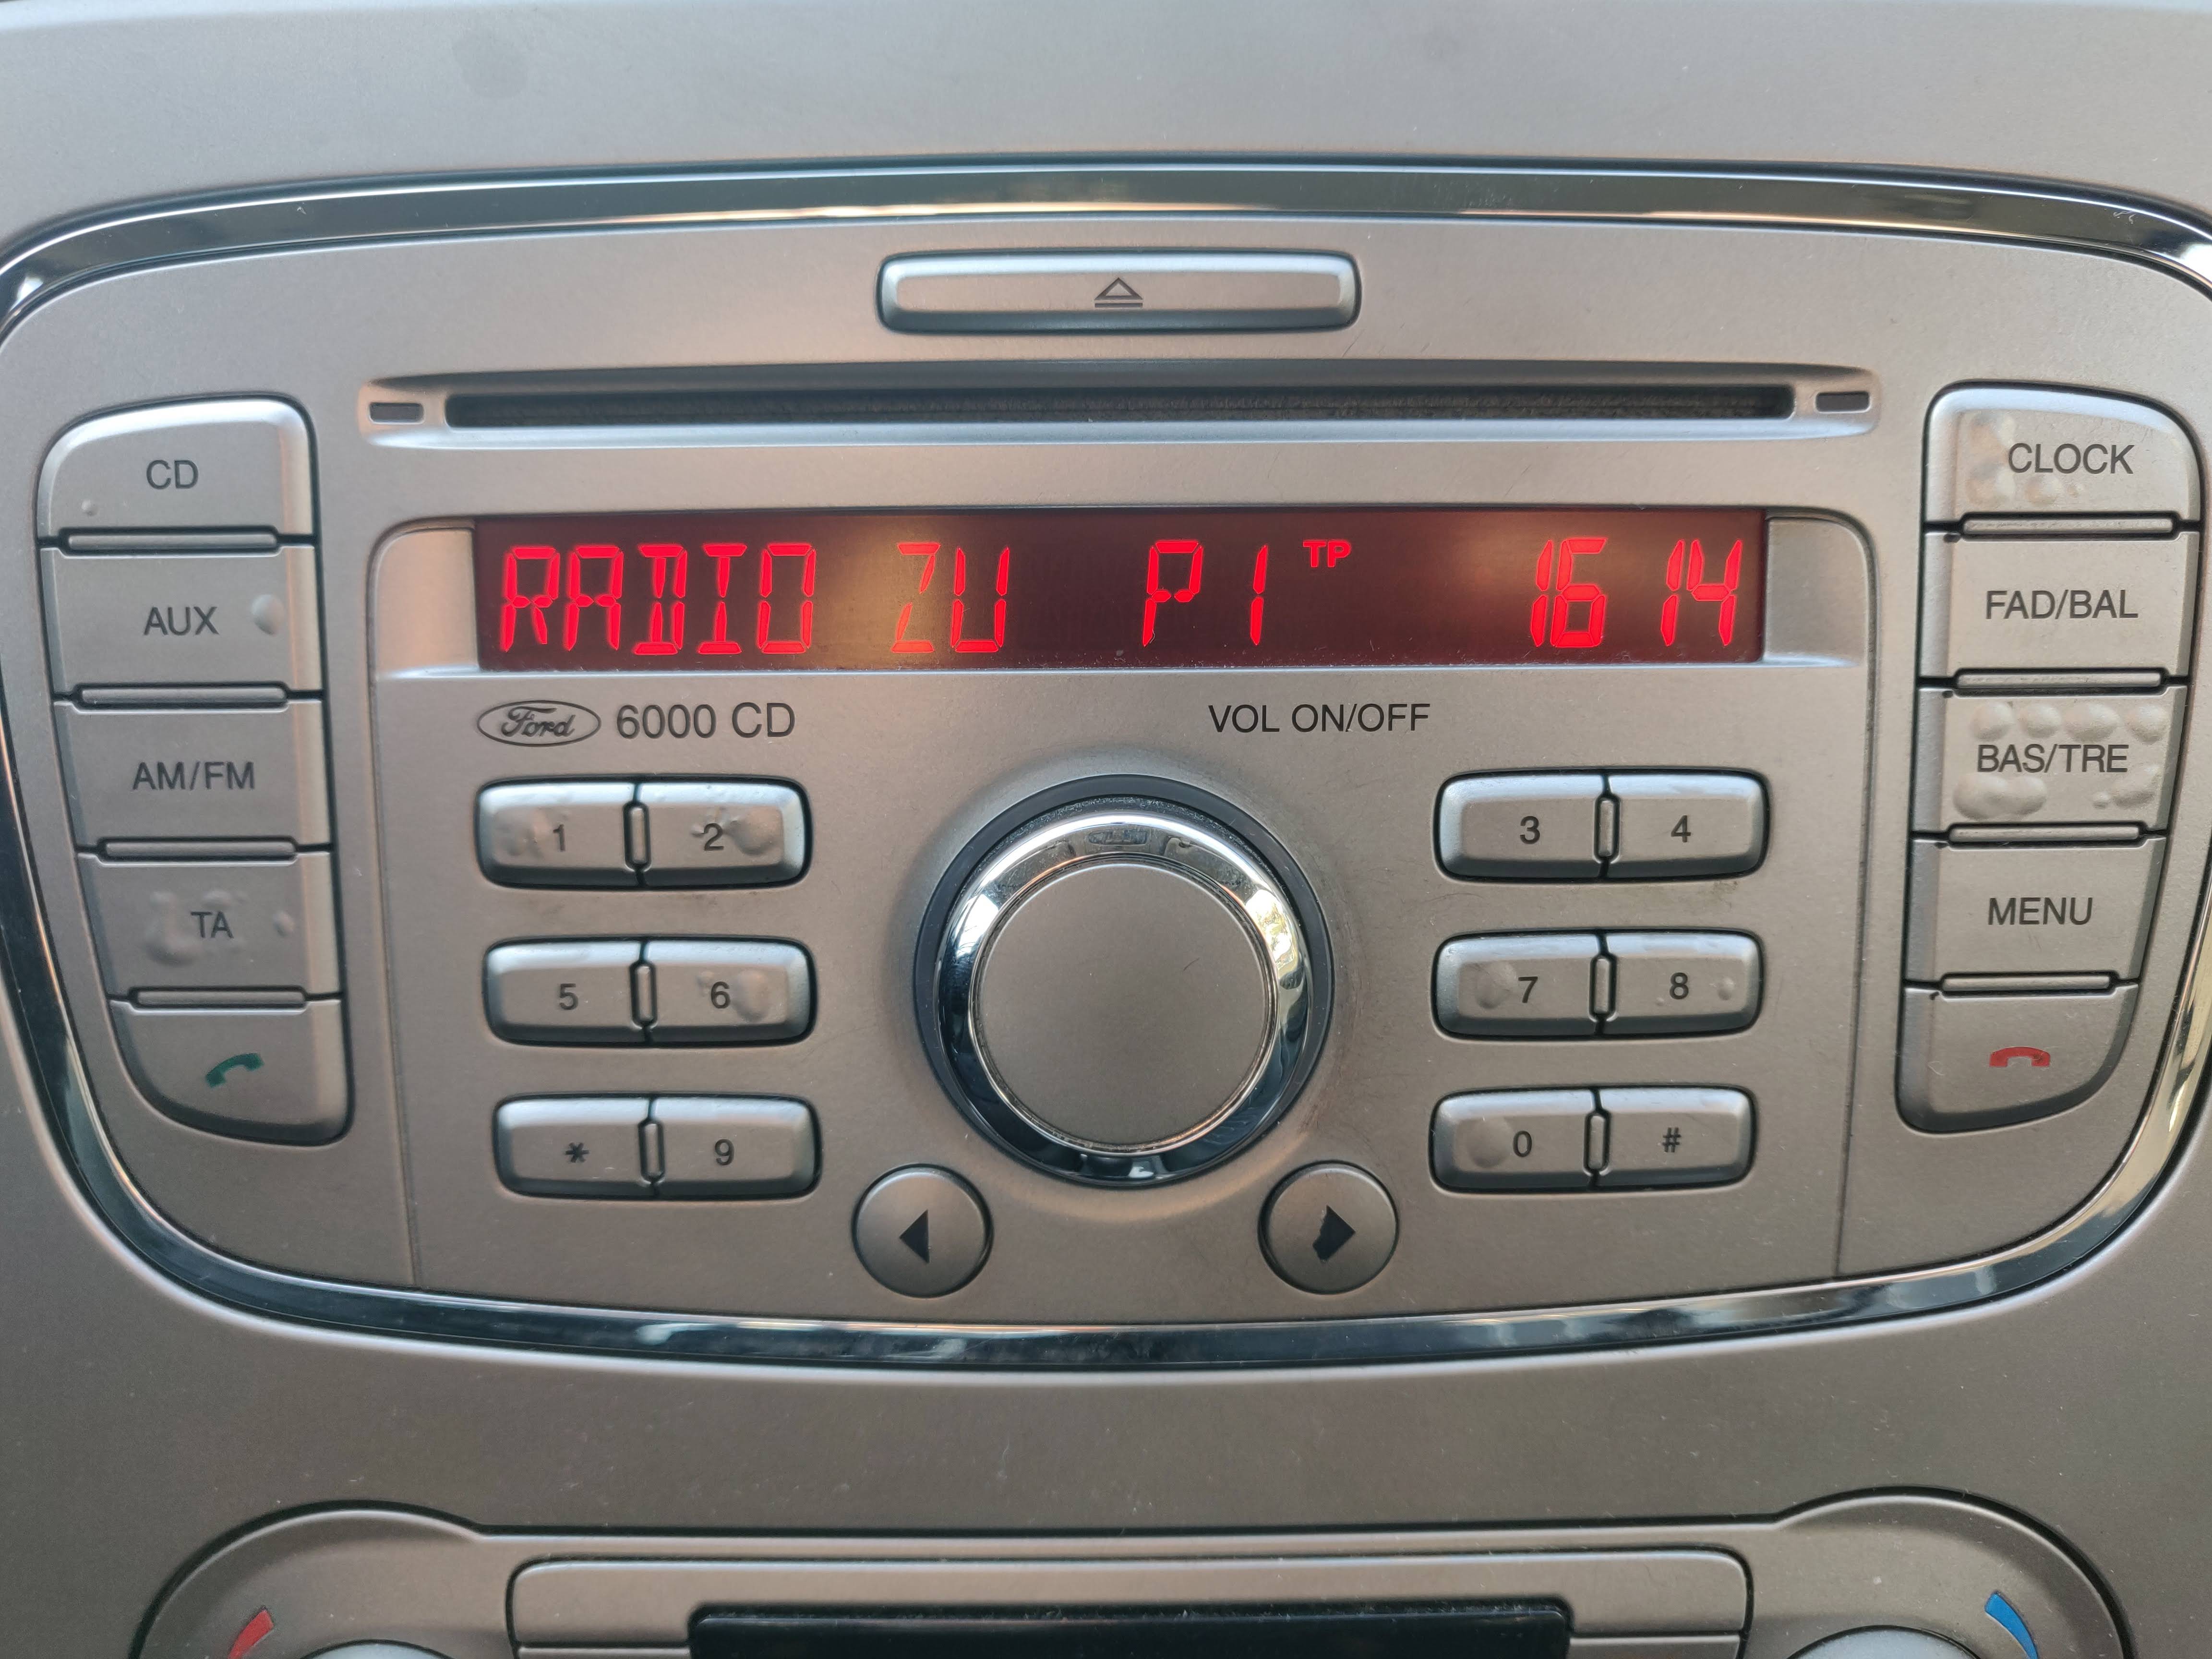 CD
AUX
AM/FM
TA
RADIO ZU P1 TP 16 14
Ford 6000 CD
VOL ON/OFF
1 2
3 4
5 6
7 8
* 9
0 #
CLOCK
FAD/BAL
BAS/TRE
MENU